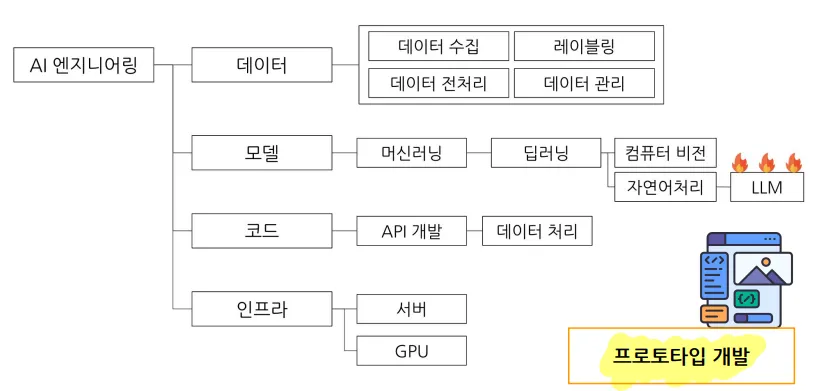 AI 엔지니어링
데이터
데이터 수집
레이블링
데이터 전처리
데이터 관리
모델
머신러닝
딥러닝
컴퓨터 비전
자연어처리
LLM
코드
API 개발
데이터 처리
인프라
서버
GPU
프로토타입 개발